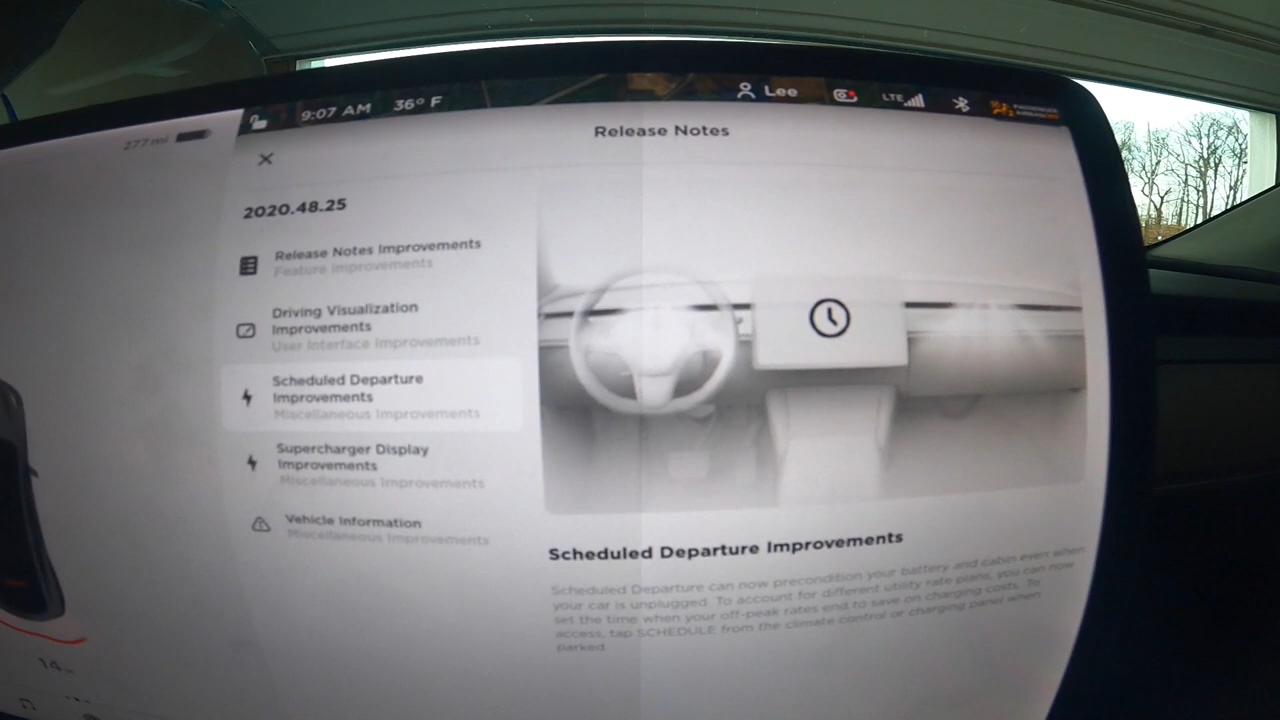 9:07 AM 36° F Lee LTE
277 mi
Release Notes
2020.48.25
Release Notes Improvements
Feature Improvements
Driving Visualization
Improvements
User Interface Improvements
Scheduled Departure
Improvements
Miscellaneous Improvements
Supercharger Display
Improvements
Miscellaneous Improvements
Vehicle Information
Miscellaneous Improvements
Scheduled Departure Improvements
Scheduled Departure can now precondition your battery and cabin even when
your car is unplugged. To account for different utility rate plans, you can now
set the time when your off-peak rates end to save on charging costs. To
access, tap SCHEDULE from the climate control or charging panel when
parked.
14